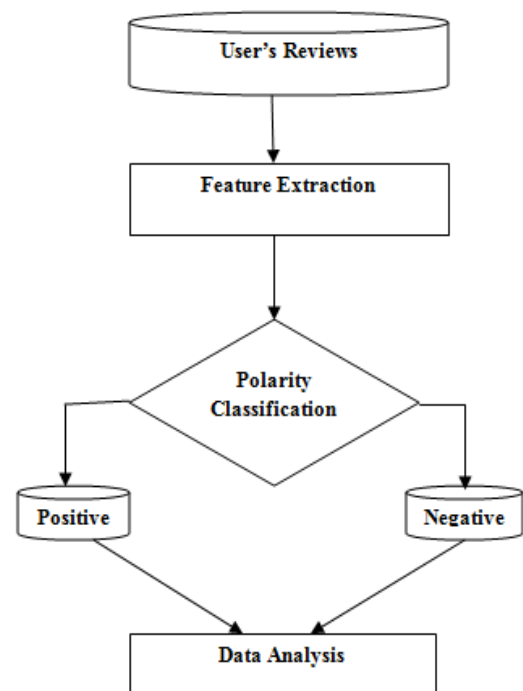 User's Reviews
Feature Extraction
Polarity
Classification
Positive
Negative
Data Analysis